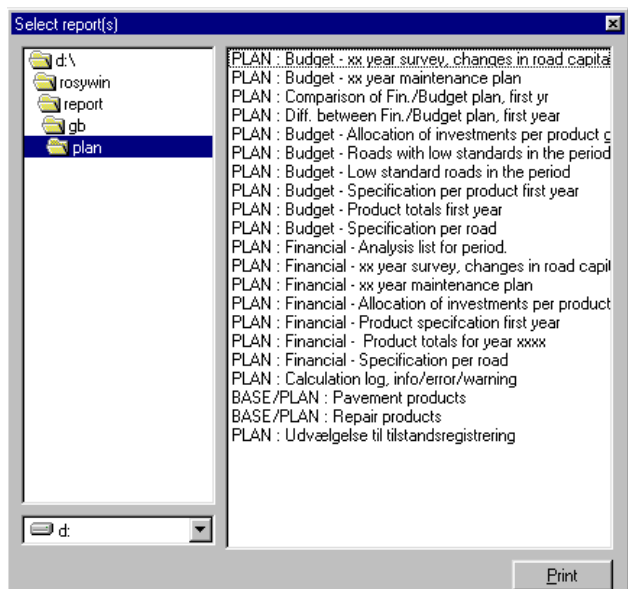 Select report(s)
d:\
rosywin
report
gb
plan
d:
PLAN : Budget - xx year survey, changes in road capita
PLAN : Budget - xx year maintenance plan
PLAN : Comparison of Fin./Budget plan, first yr
PLAN : Diff. between Fin./Budget plan, first year
PLAN : Budget - Allocation of investments per product g
PLAN : Budget - Roads with low standards in the period
PLAN : Budget - Low standard roads in the period
PLAN : Budget - Specification per product first year
PLAN : Budget - Product totals first year
PLAN : Budget - Specification per road
PLAN : Financial - Analysis list for period.
PLAN : Financial - xx year survey, changes in road capit
PLAN : Financial - xx year maintenance plan
PLAN : Financial - Allocation of investments per product
PLAN : Financial - Product specifcation first year
PLAN : Financial -  Product totals for year xxxx
PLAN : Financial - Specification per road
PLAN : Calculation log, info/error/warning
BASE/PLAN : Pavement products
BASE/PLAN : Repair products
PLAN : Udvælgelse til tilstandsregistrering
Print